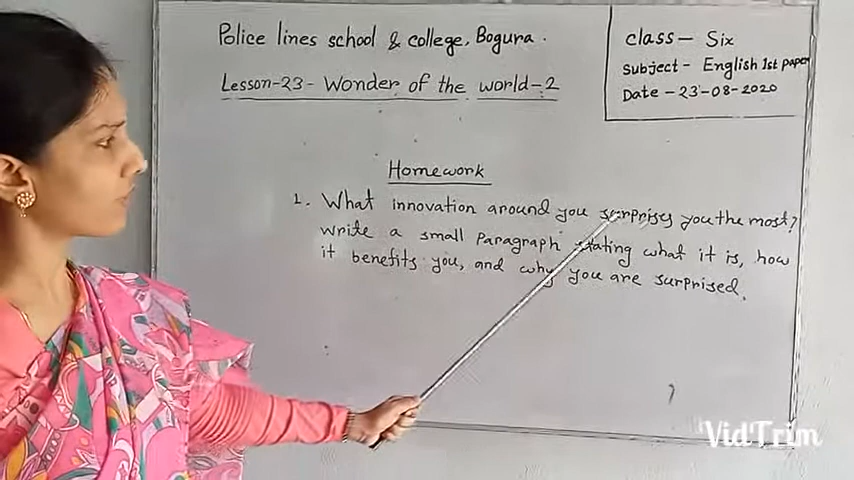 Police lines school & college, Bogura.
Lesson-23- Wonder of the world-2
class- Six
subject- English 1st paper
Date -23-08-2020
Homework
1. What innovation around you surprises you the most?
write a small Paragraph stating what it is, how
it benefits you, and why you are surprised.
VidTrim